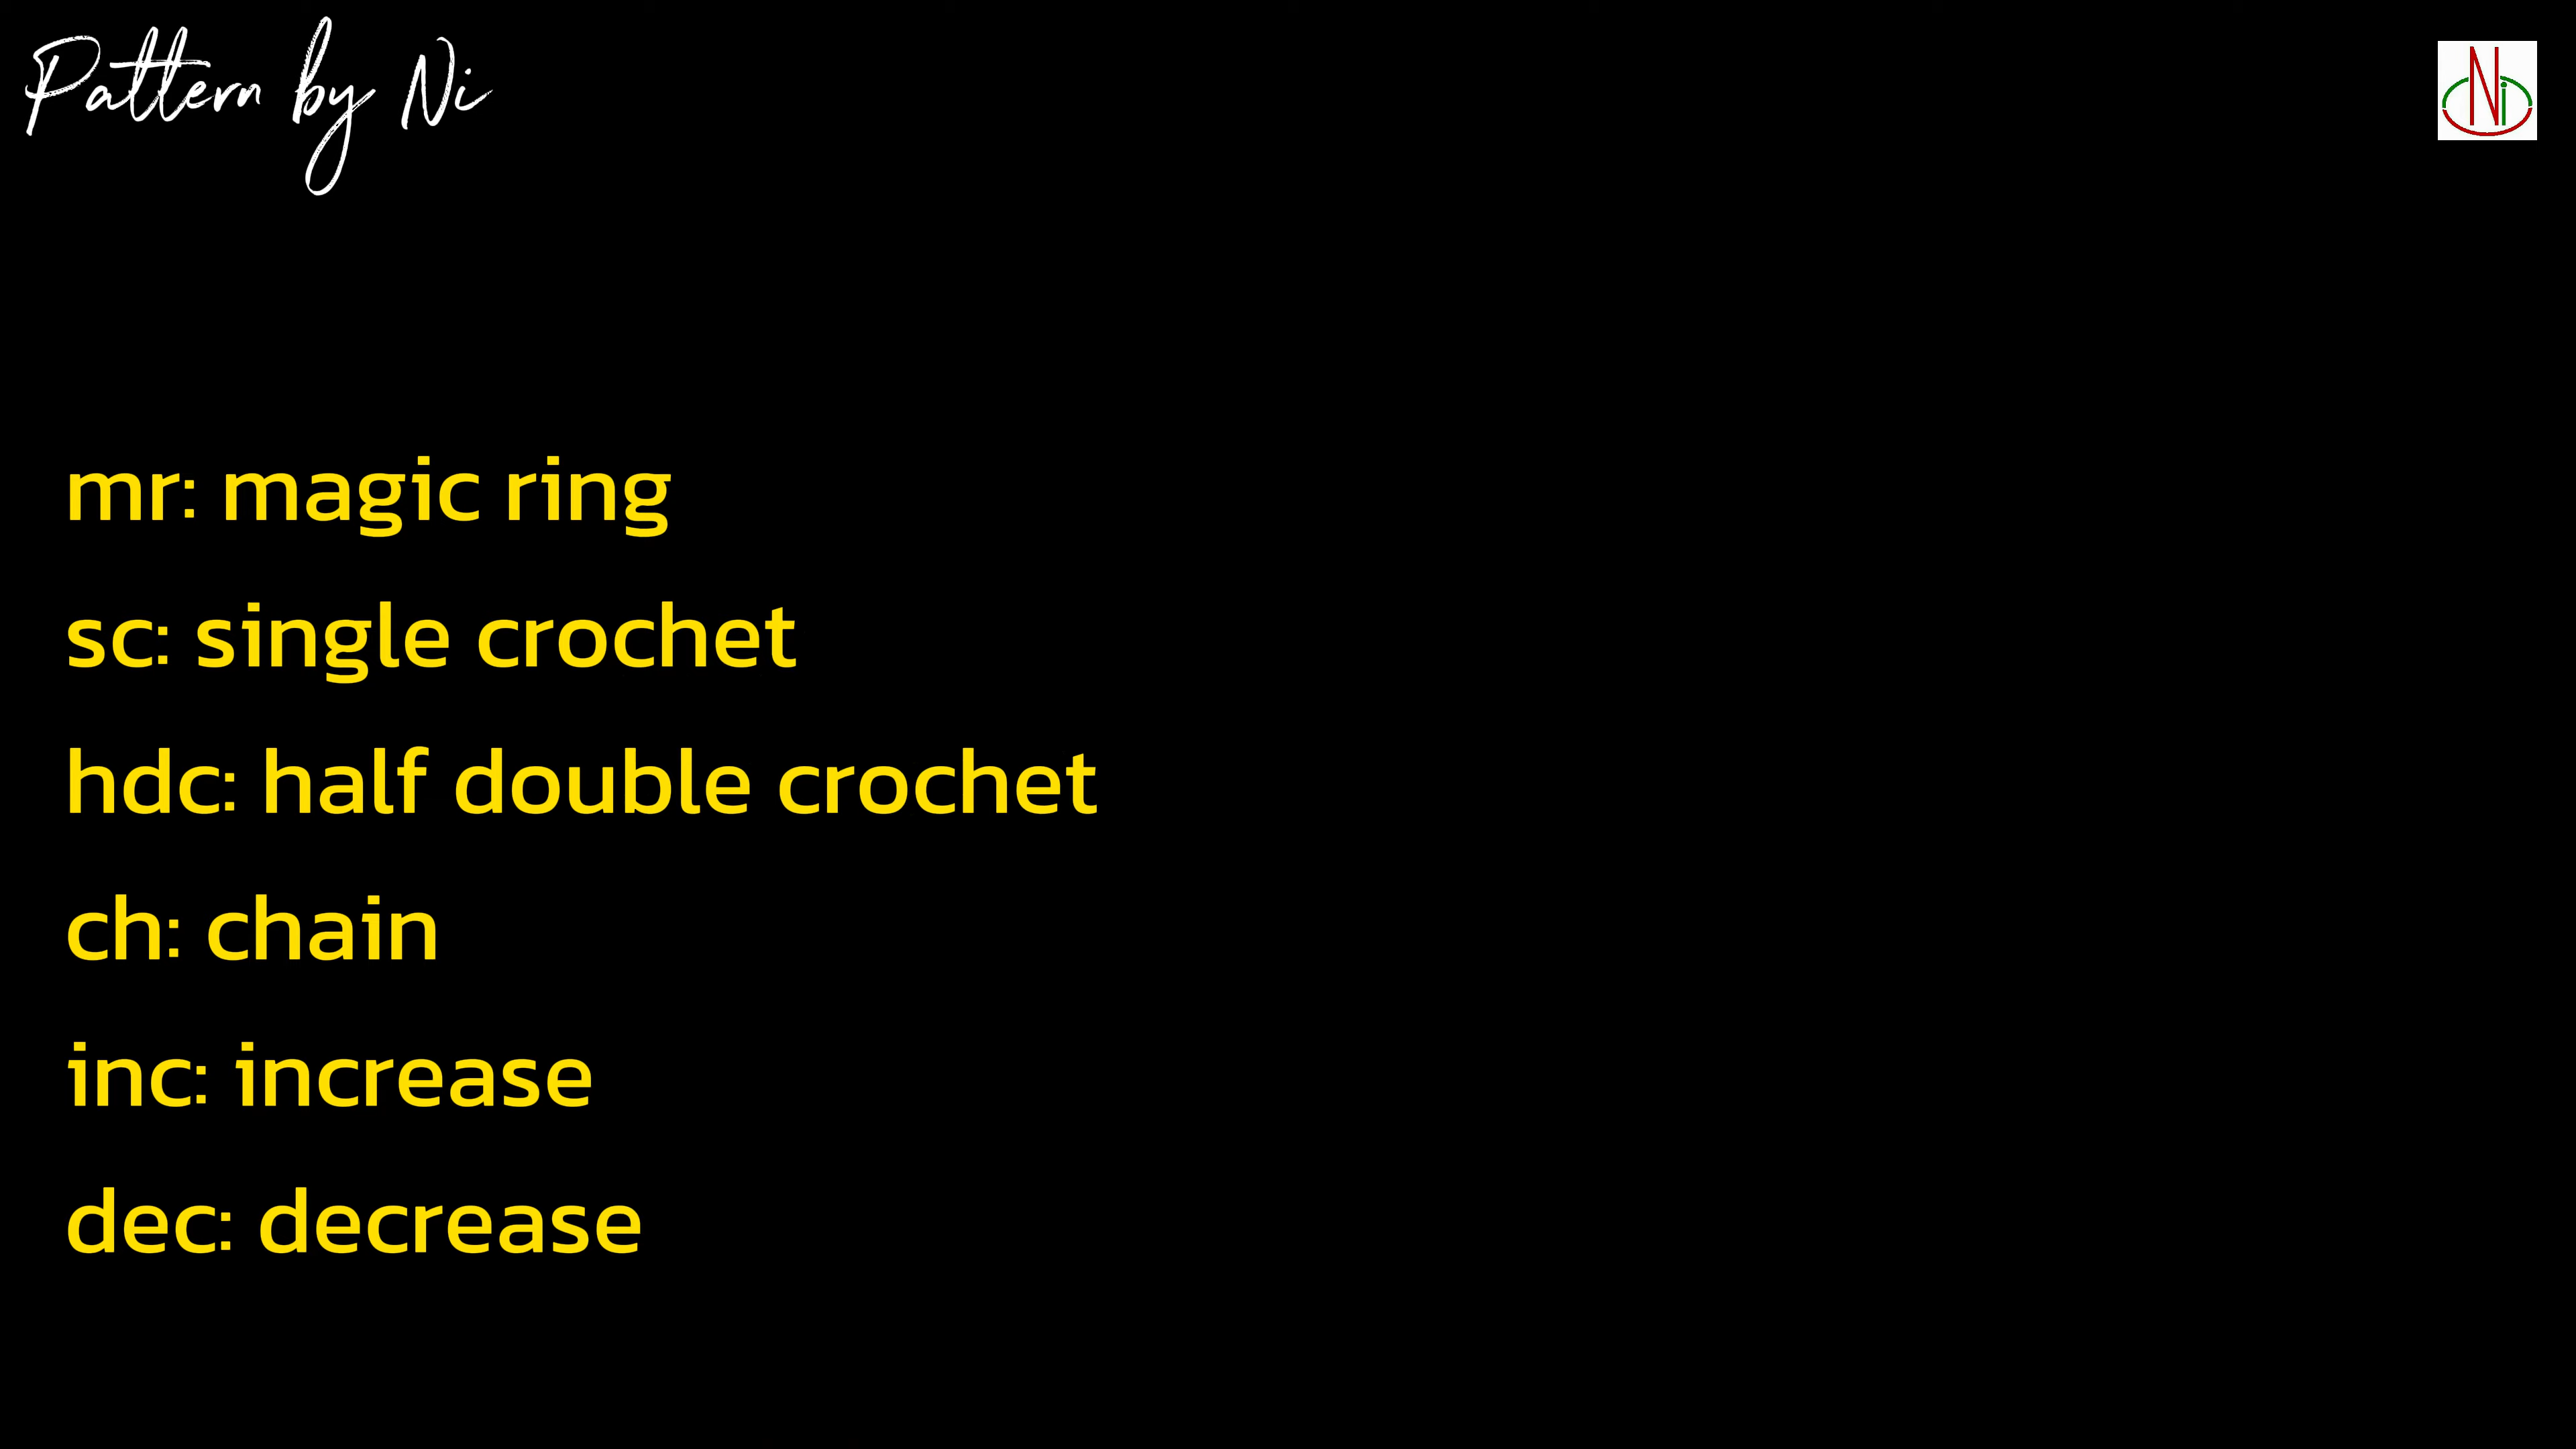 Pattern by Ni
Ni
mr: magic ring
sc: single crochet
hdc: half double crochet
ch: chain
inc: increase
dec: decrease